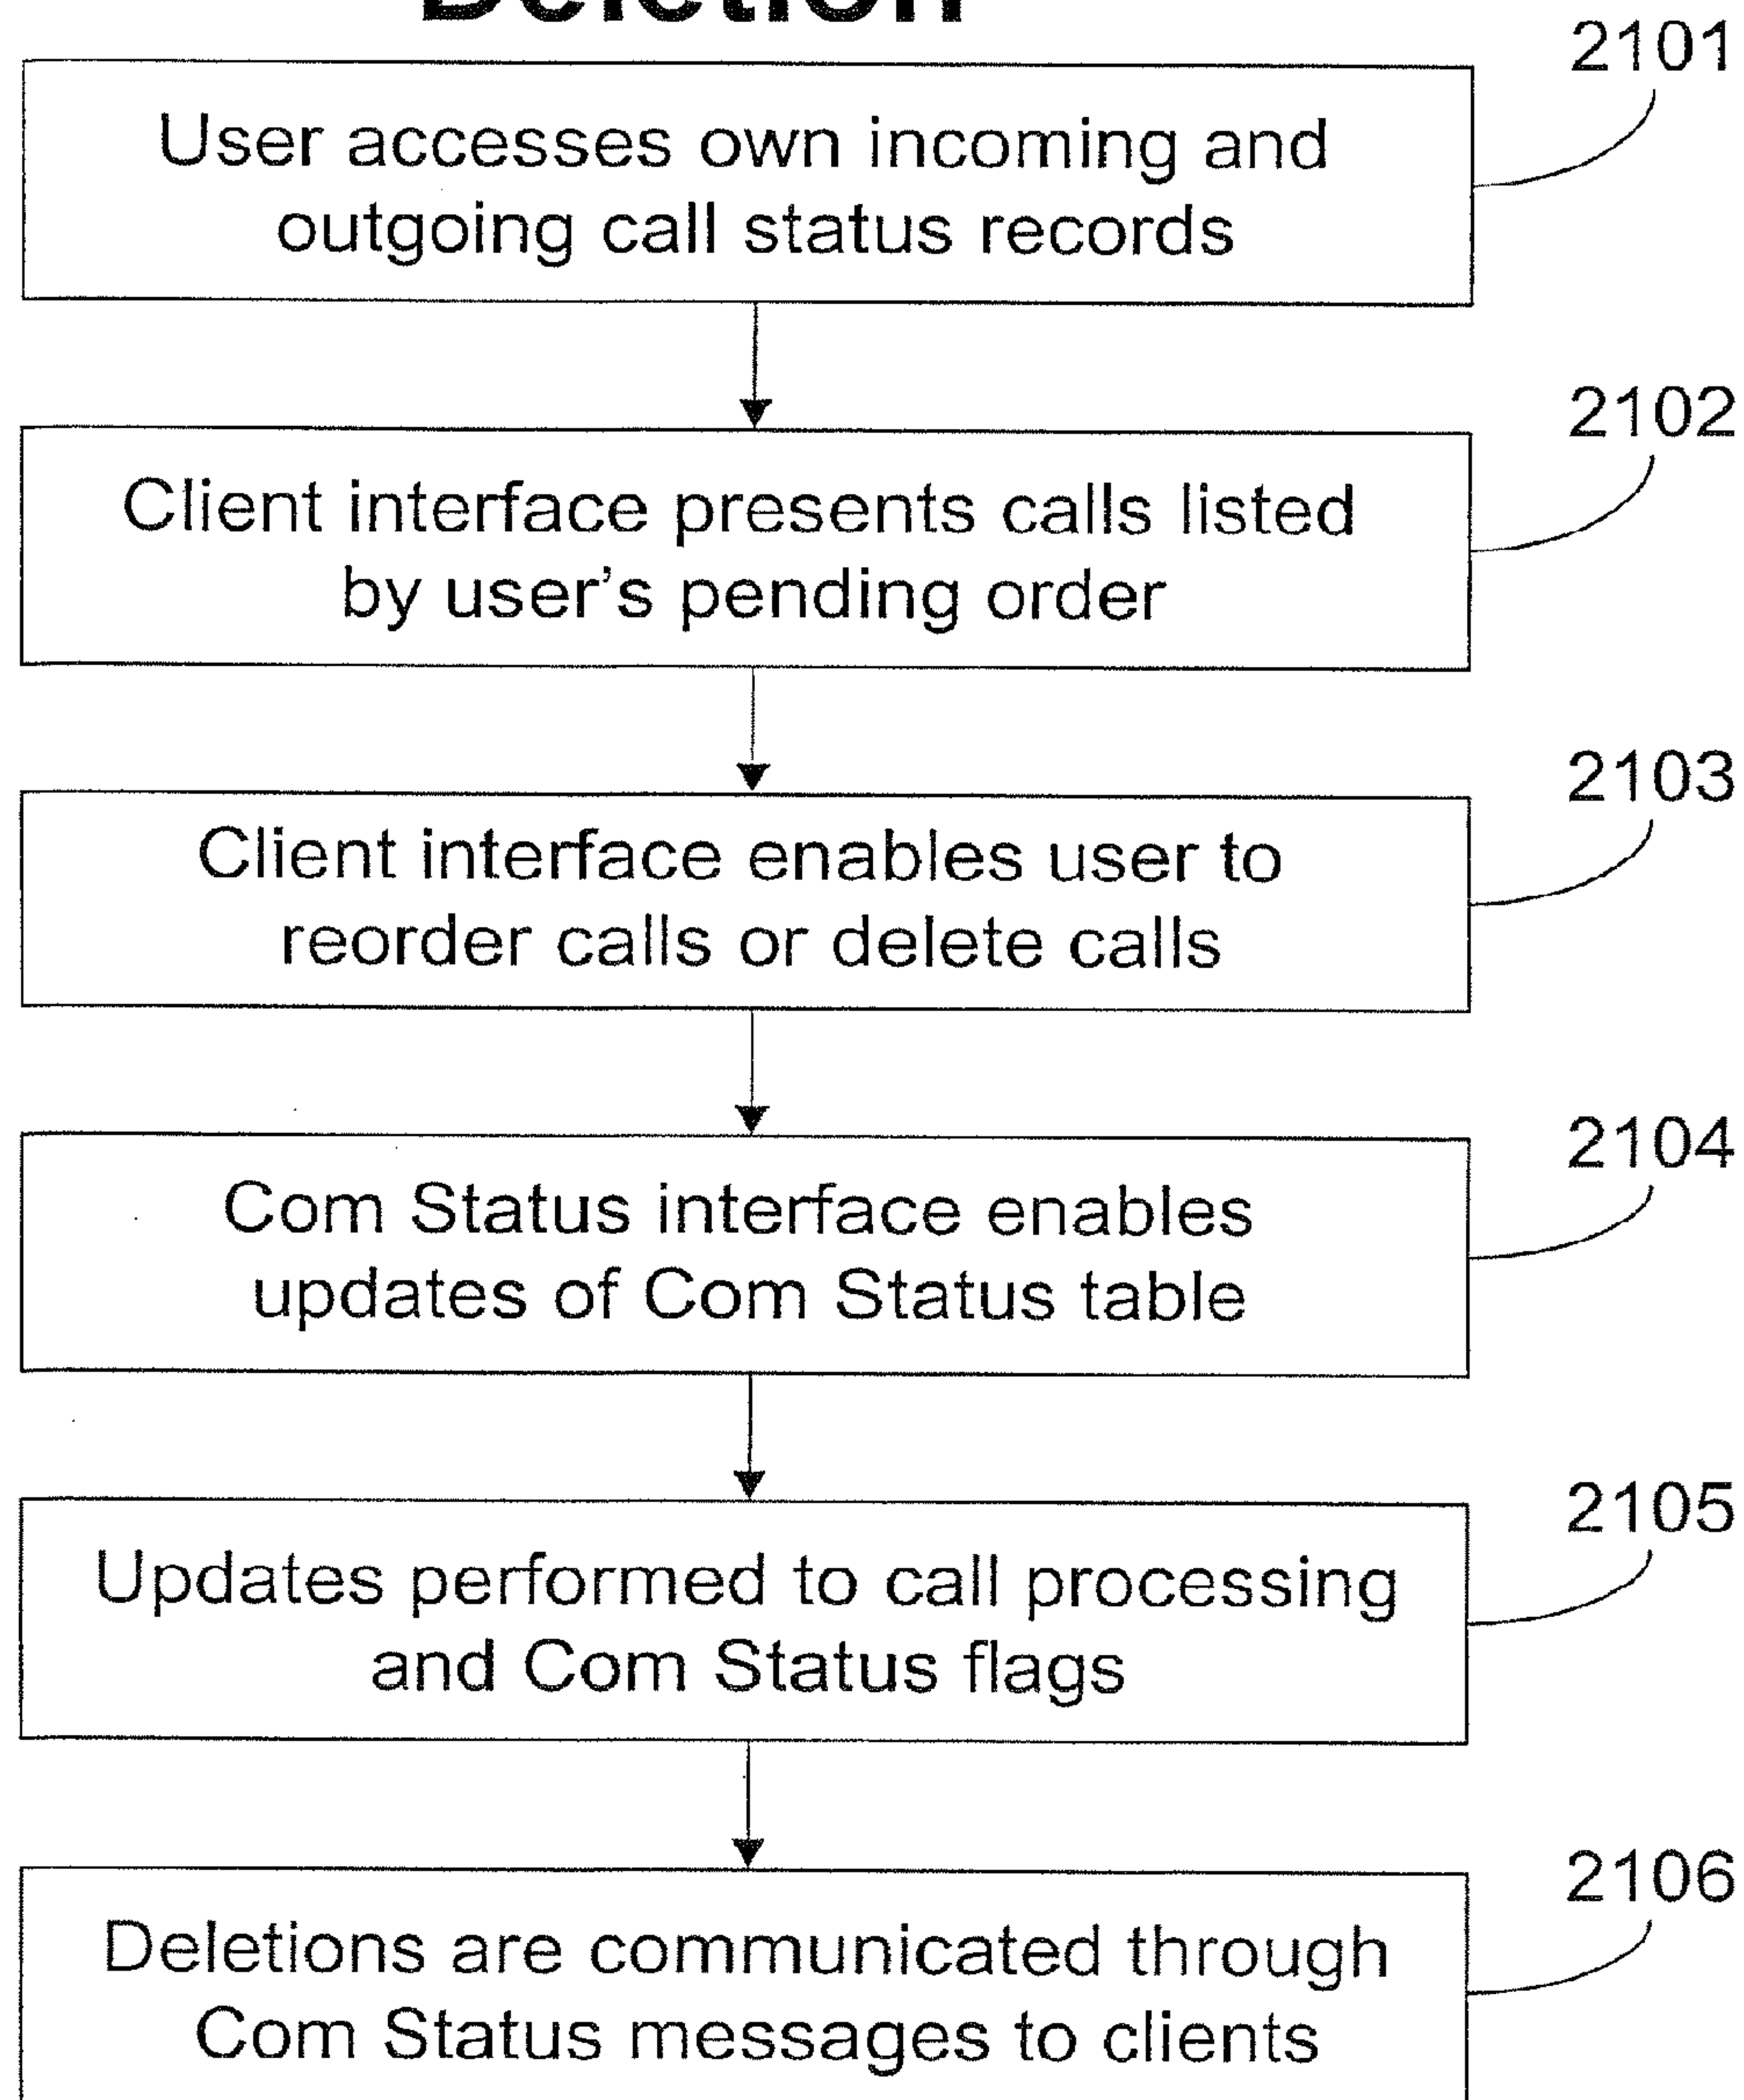 Deletion
2101
User accesses own incoming and
outgoing call status records
2102
Client interface presents calls listed
by user's pending order
2103
Client interface enables user to
reorder calls or delete calls
2104
Com Status interface enables
updates of Com Status table
2105
Updates performed to call processing
and Com Status flags
2106
Deletions are communicated through
Com Status messages to clients